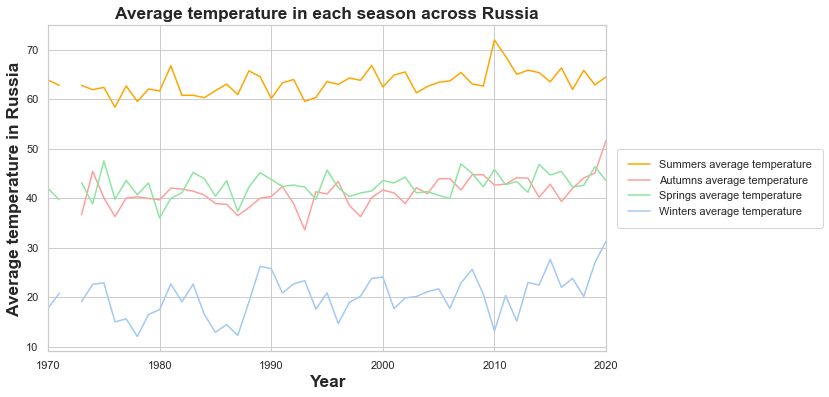 Average temperature in each season across Russia
Average temperature in Russia
70
60
50
40
30
20
10
1970
1980
1990
2000
2010
2020
Year
Summers average temperature
Autumns average temperature
Springs average temperature
Winters average temperature